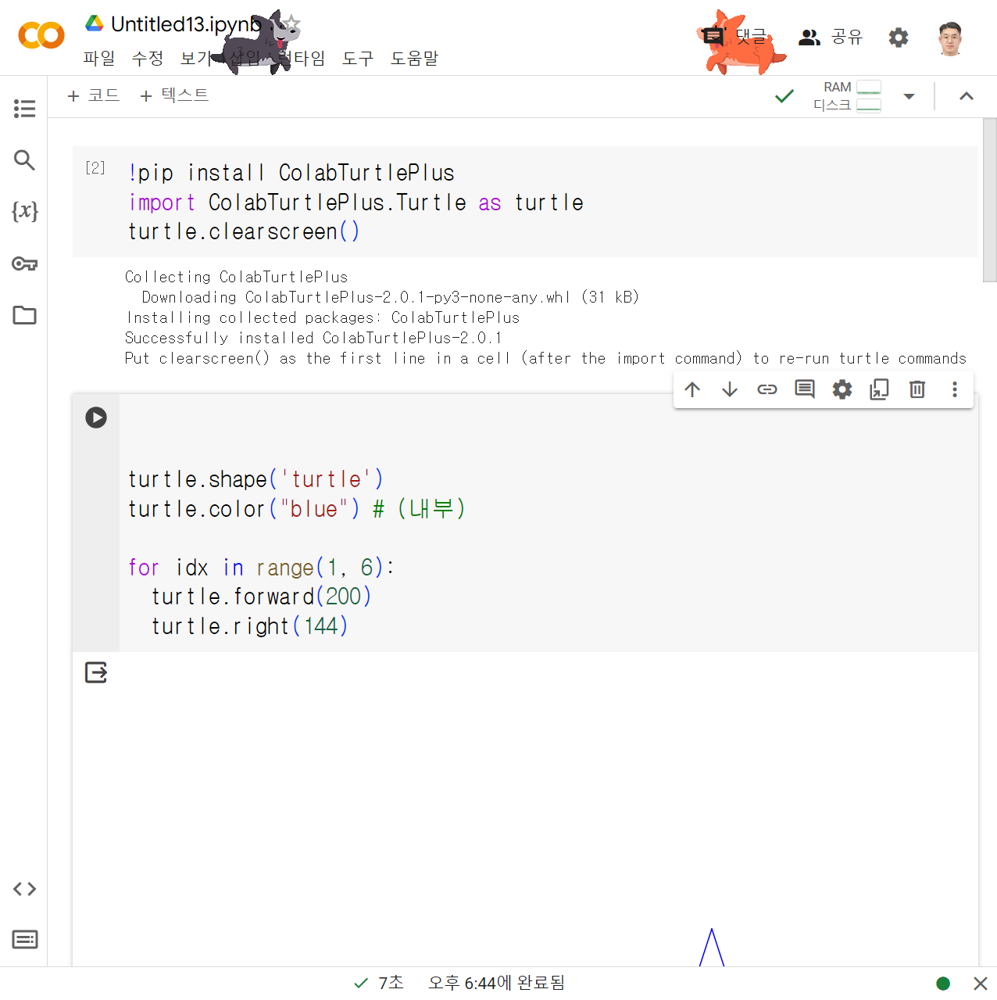 Untitled13.ipynb
파일 수정 보기 삽입 런타임 도구 도움말
댓글 공유
+ 코드 + 텍스트
RAM
디스크
[2]
!pip install ColabTurtlePlus
import ColabTurtlePlus.Turtle as turtle
turtle.clearscreen()
Collecting ColabTurtlePlus
Downloading ColabTurtlePlus-2.0.1-py3-none-any.whl (31 kB)
Installing collected packages: ColabTurtlePlus
Successfully installed ColabTurtlePlus-2.0.1
Put clearscreen() as the first line in a cell (after the import command) to re-run turtle commands
turtle.shape('turtle')
turtle.color("blue") # (내부)
for idx in range(1, 6):
turtle.forward(200)
turtle.right(144)
{x}
7초 오후 6:44에 완료됨